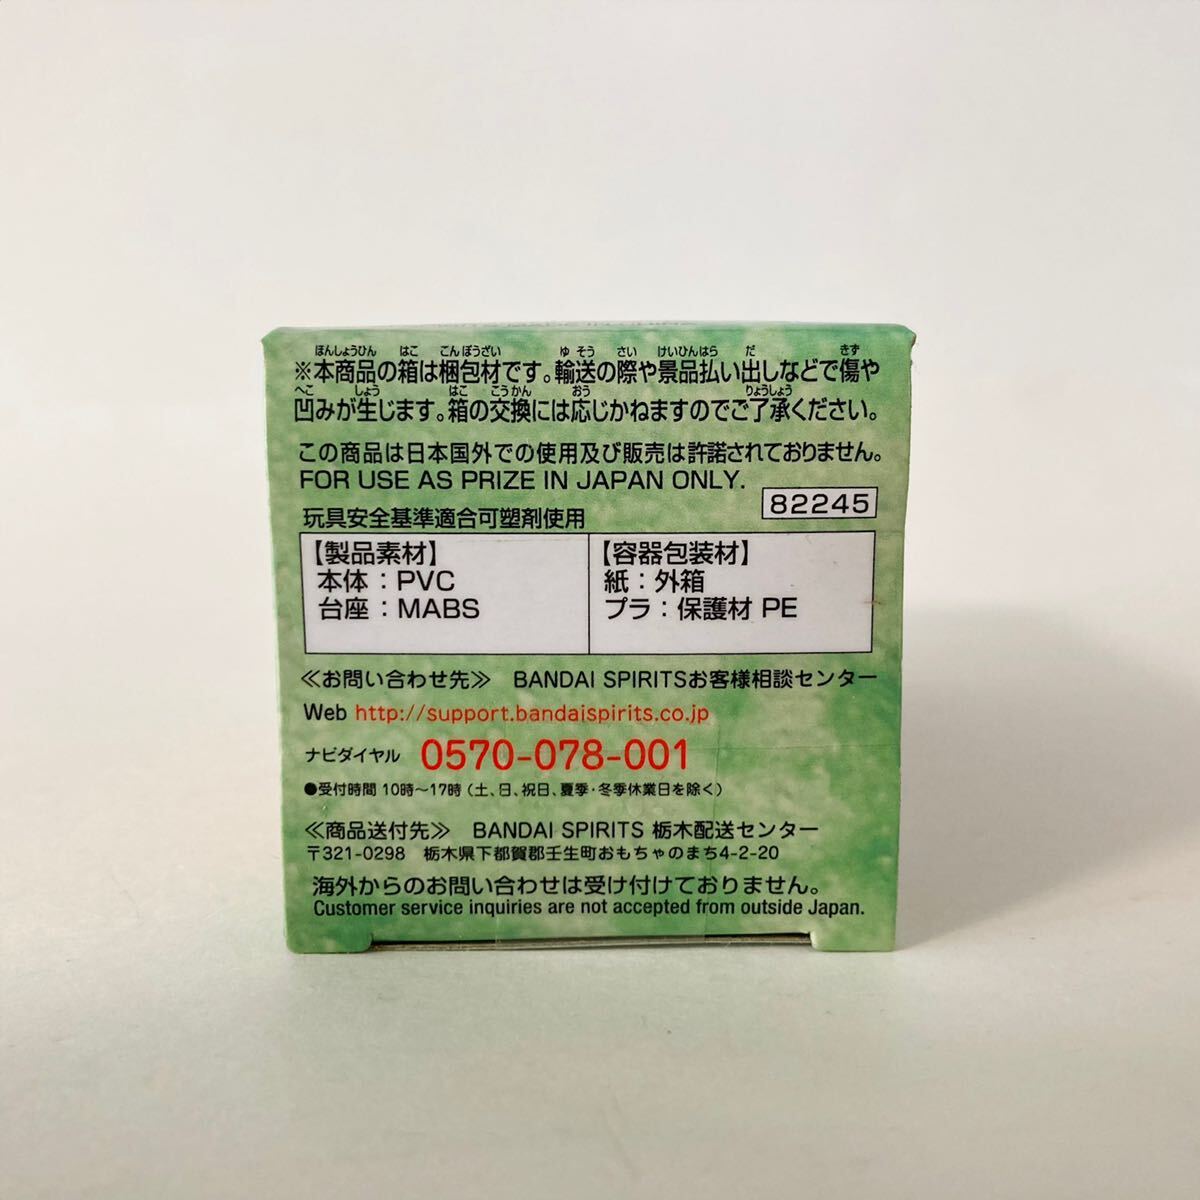 ※本商品の箱は梱包材です。輸送の際や景品払い出しなどで傷や
凹みが生じます。箱の交換には応じかねますのでご了承ください。
この商品は日本国外での使用及び販売は許諾されておりません。
FOR USE AS PRIZE IN JAPAN ONLY.
82245
玩具安全基準適合可塑剤使用
【製品素材】
本体：PVC
台座：MABS
【容器包装材】
紙：外箱
プラ：保護材 PE
≪お問い合わせ先≫ BANDAI SPIRITSお客様相談センター
Web http://support.bandaispirits.co.jp
ナビダイヤル 0570-078-001
●受付時間 10時～17時（土、日、祝日、夏季・冬季休業日を除く）
≪商品送付先≫ BANDAI SPIRITS 栃木配送センター
〒321-0298 栃木県下都賀郡壬生町おもちゃのまち4-2-20
海外からのお問い合わせは受け付けておりません。
Customer service inquiries are not accepted from outside Japan.